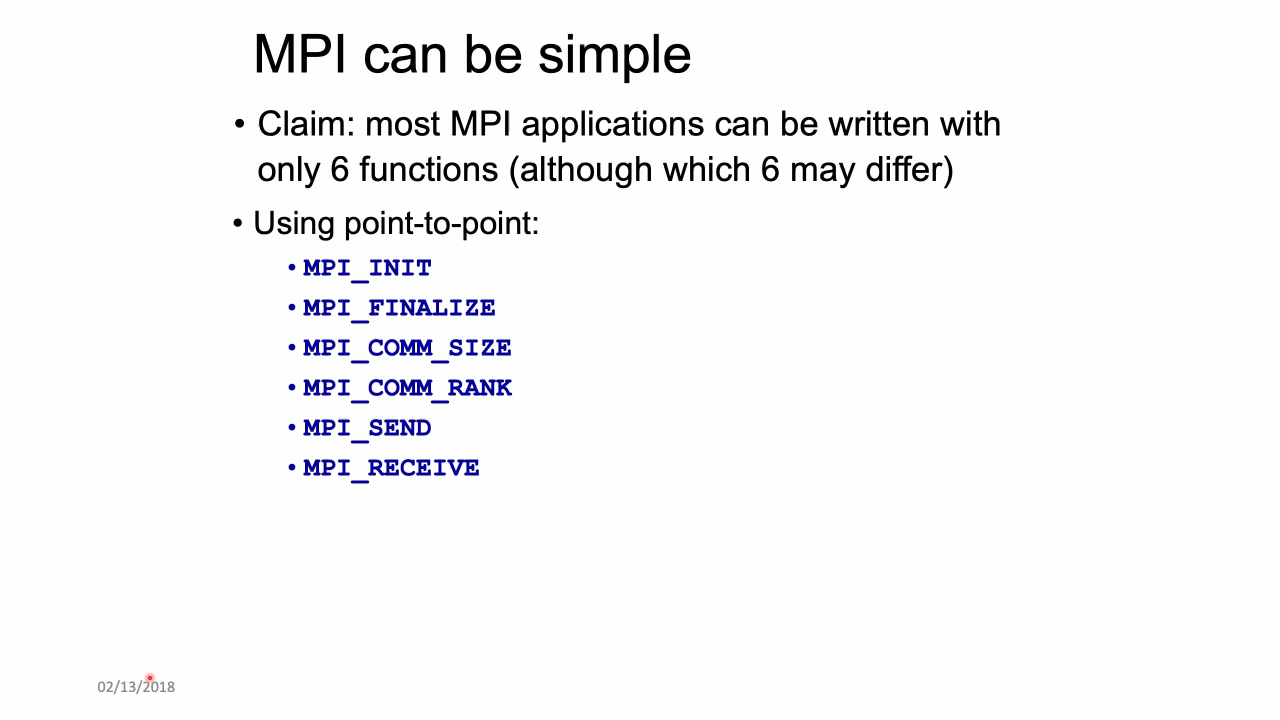 MPI can be simple
• Claim: most MPI applications can be written with
only 6 functions (although which 6 may differ)
• Using point-to-point:
• MPI_INIT
• MPI_FINALIZE
• MPI_COMM_SIZE
• MPI_COMM_RANK
• MPI_SEND
• MPI_RECEIVE
02/13/2018